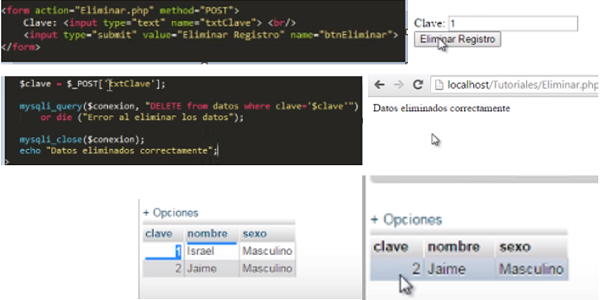 <form action="Eliminar.php" method="POST">
Clave: <input type="text" name="txtClave"> <br/>
<input type="submit" value="Eliminar Registro" name="btnEliminar">
</form>
Clave: 1
Eliminar Registro
$clave = $_POST['txtClave'];
mysqli_query($conexion, "DELETE from datos where clave='$clave'")
or die ("Error al eliminar los datos");
mysqli_close($conexion);
echo "Datos eliminados correctamente";
localhost/Tutoriales/Eliminar.php
Datos eliminados correctamente
+ Opciones
clave nombre sexo
1 Israel Masculino
2 Jaime Masculino
+ Opciones
clave nombre sexo
2 Jaime Masculino